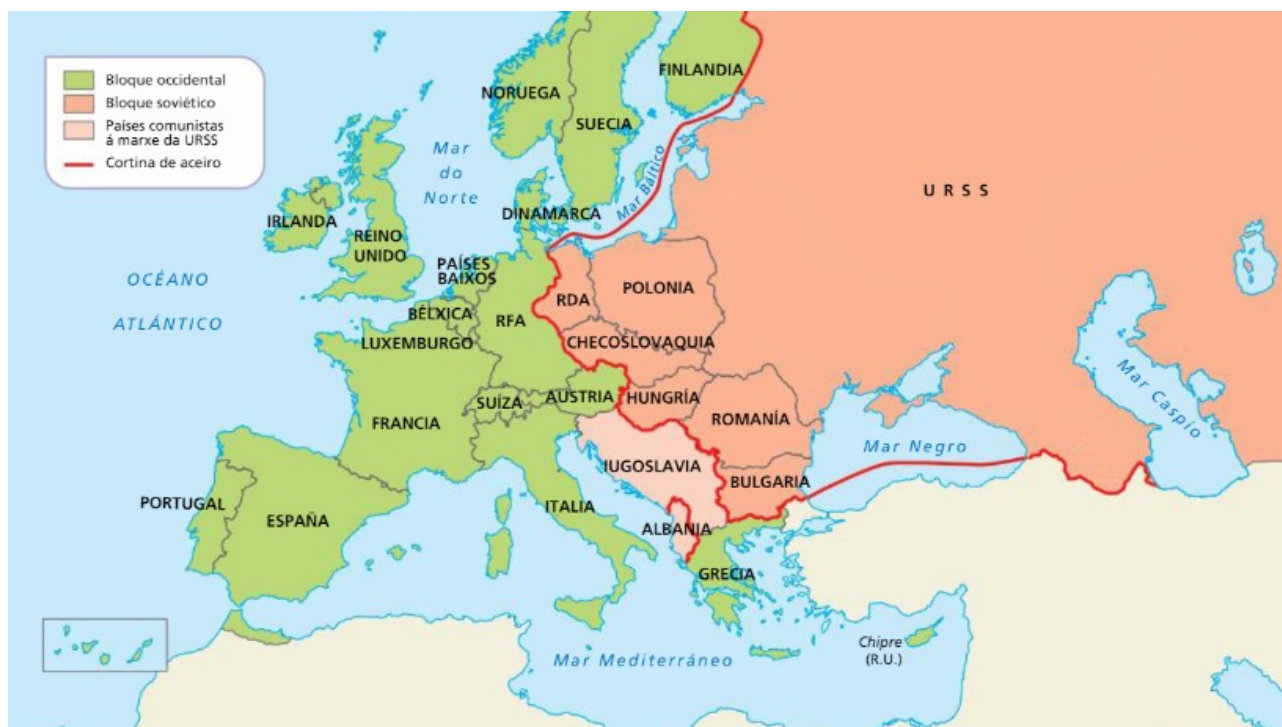 Bloque occidental
Bloque soviético
Países comunistas
á marxe da URSS
Cortina de aceiro
FINLANDIA
NORUEGA
SUECIA
Mar
do
Norte
Mar Báltico
URSS
IRLANDA
REINO
UNIDO
DINAMARCA
PAÍSES
BAIXOS
OCÉANO
ATLÁNTICO
BÉLXICA
LUXEMBURGO
RFA
RDA
POLONIA
CHECOSLOVAQUIA
SUÍZA
AUSTRIA
HUNGRÍA
ROMANÍA
FRANCIA
Mar Negro
Mar Caspio
IUGOSLAVIA
BULGARIA
PORTUGAL
ESPAÑA
ITALIA
ALBANIA
GRECIA
Chipre
(R.U.)
Mar Mediterráneo